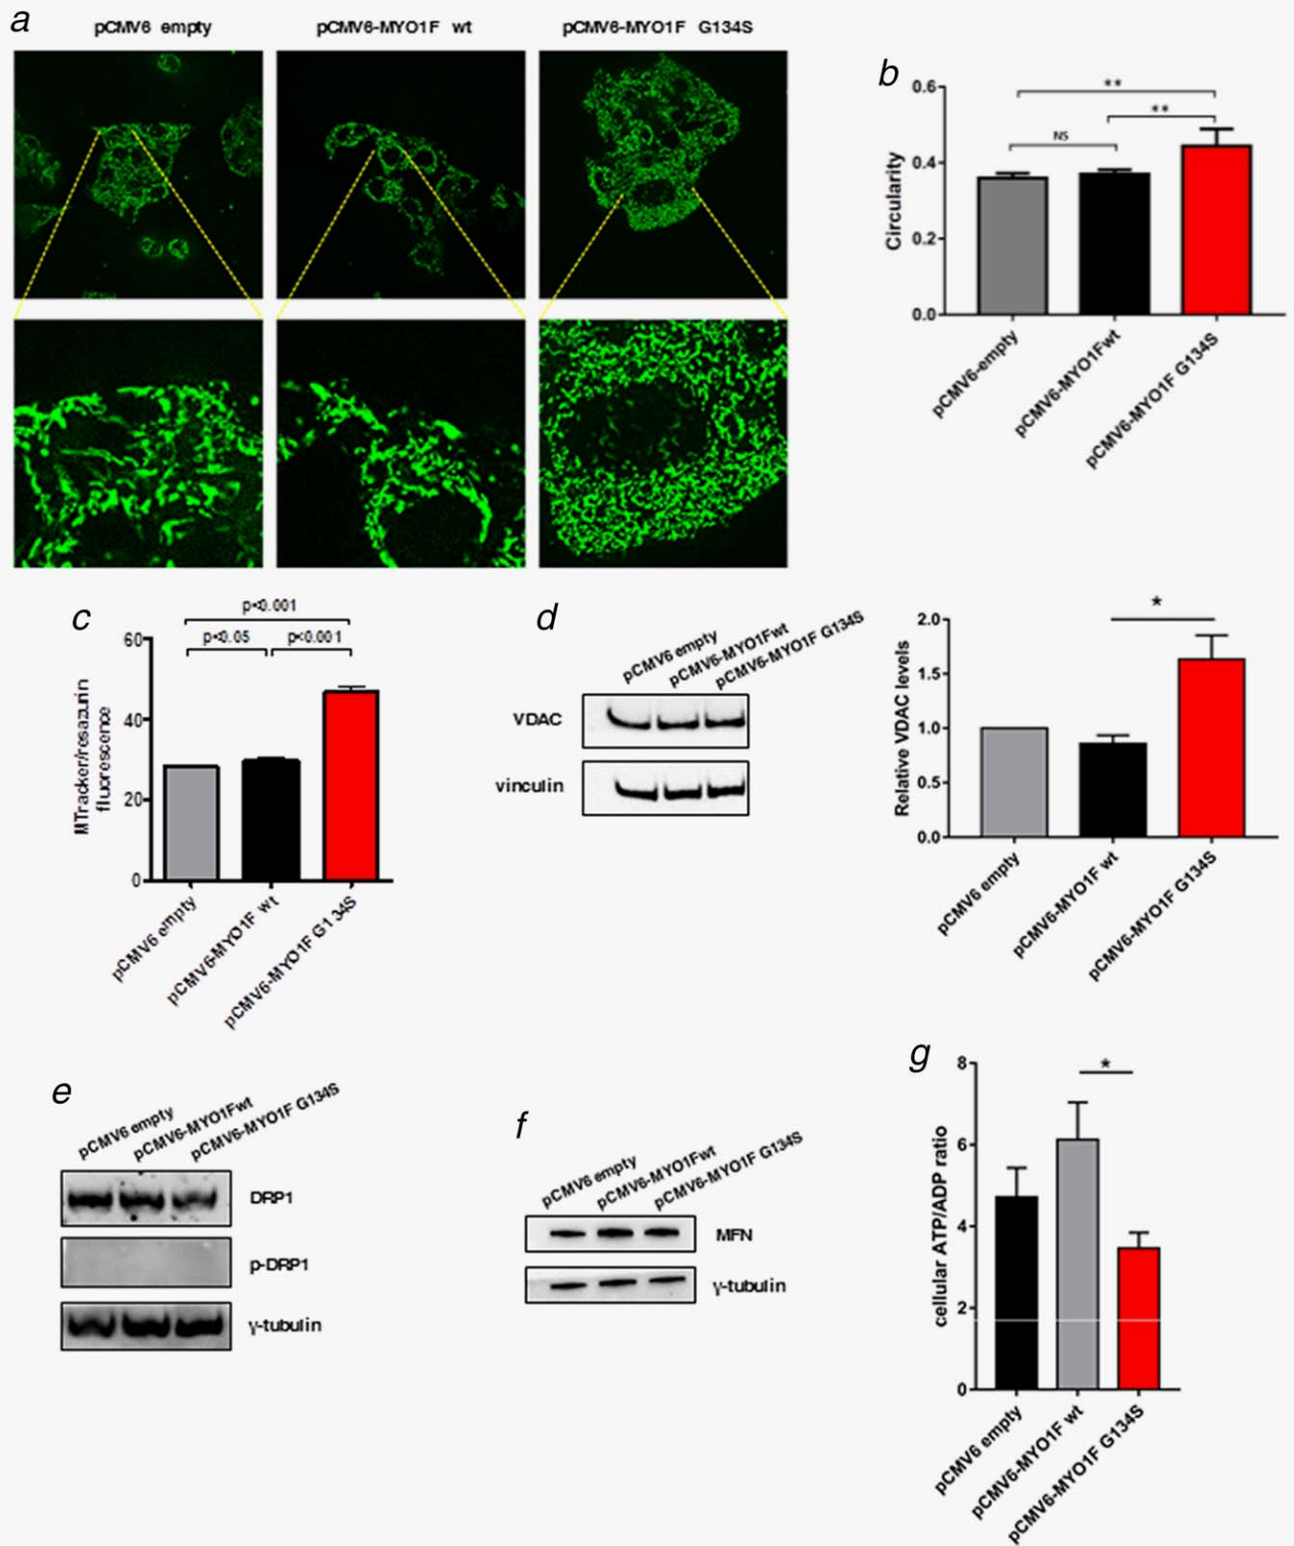 a
pCMV6 empty
pCMV6-MYO1F wt
pCMV6-MYO1F G134S
b
0.6
0.4
0.2
0.0
Circularity
**
**
NS
pCMV6-empty
pCMV6-MYO1Fwt
pCMV6-MYO1F G134S
c
p<0.001
p<0.05
p<0.001
60
40
20
0
MTracker/resazurin
fluorescence
pCMV6 empty
pCMV6-MYO1F wt
pCMV6-MYO1F G134S
d
pCMV6 empty
pCMV6-MYO1Fwt
pCMV6-MYO1F G134S
VDAC
vinculin
2.0
1.5
1.0
0.5
0.0
Relative VDAC levels
*
pCMV6 empty
pCMV6-MYO1F wt
pCMV6-MYO1F G134S
e
pCMV6 empty
pCMV6-MYO1Fwt
pCMV6-MYO1F G134S
DRP1
p-DRP1
γ-tubulin
f
pCMV6 empty
pCMV6-MYO1Fwt
pCMV6-MYO1F G134S
MFN
γ-tubulin
g
8
6
4
2
0
cellular ATP/ADP ratio
*
pCMV6 empty
pCMV6-MYO1F wt
pCMV6-MYO1F G134S